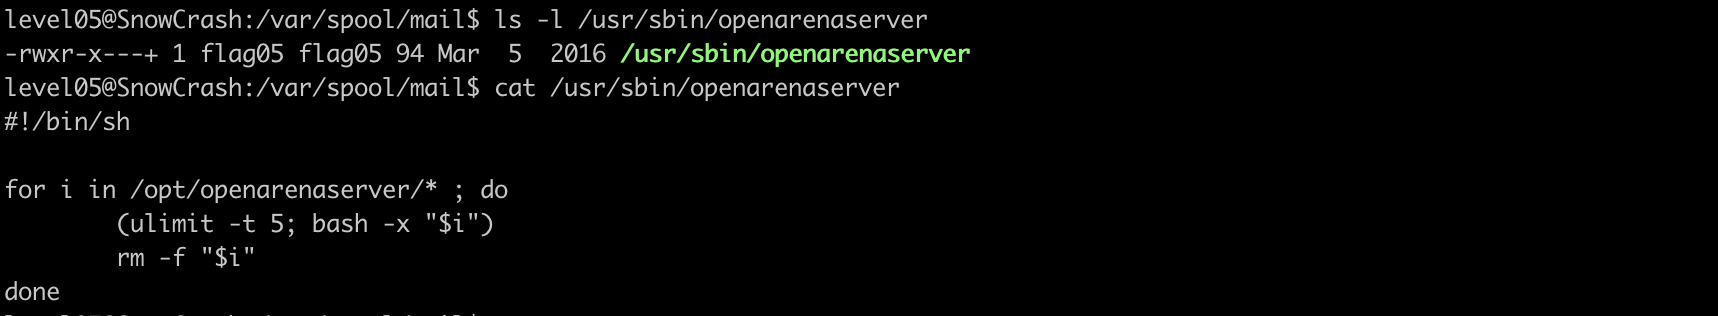 level05@SnowCrash:/var/spool/mail$ ls -l /usr/sbin/openarenaserver
-rwxr-x---+ 1 flag05 flag05 94 Mar  5  2016 /usr/sbin/openarenaserver
level05@SnowCrash:/var/spool/mail$ cat /usr/sbin/openarenaserver
#!/bin/sh

for i in /opt/openarenaserver/* ; do
        (ulimit -t 5; bash -x "$i")
        rm -f "$i"
done